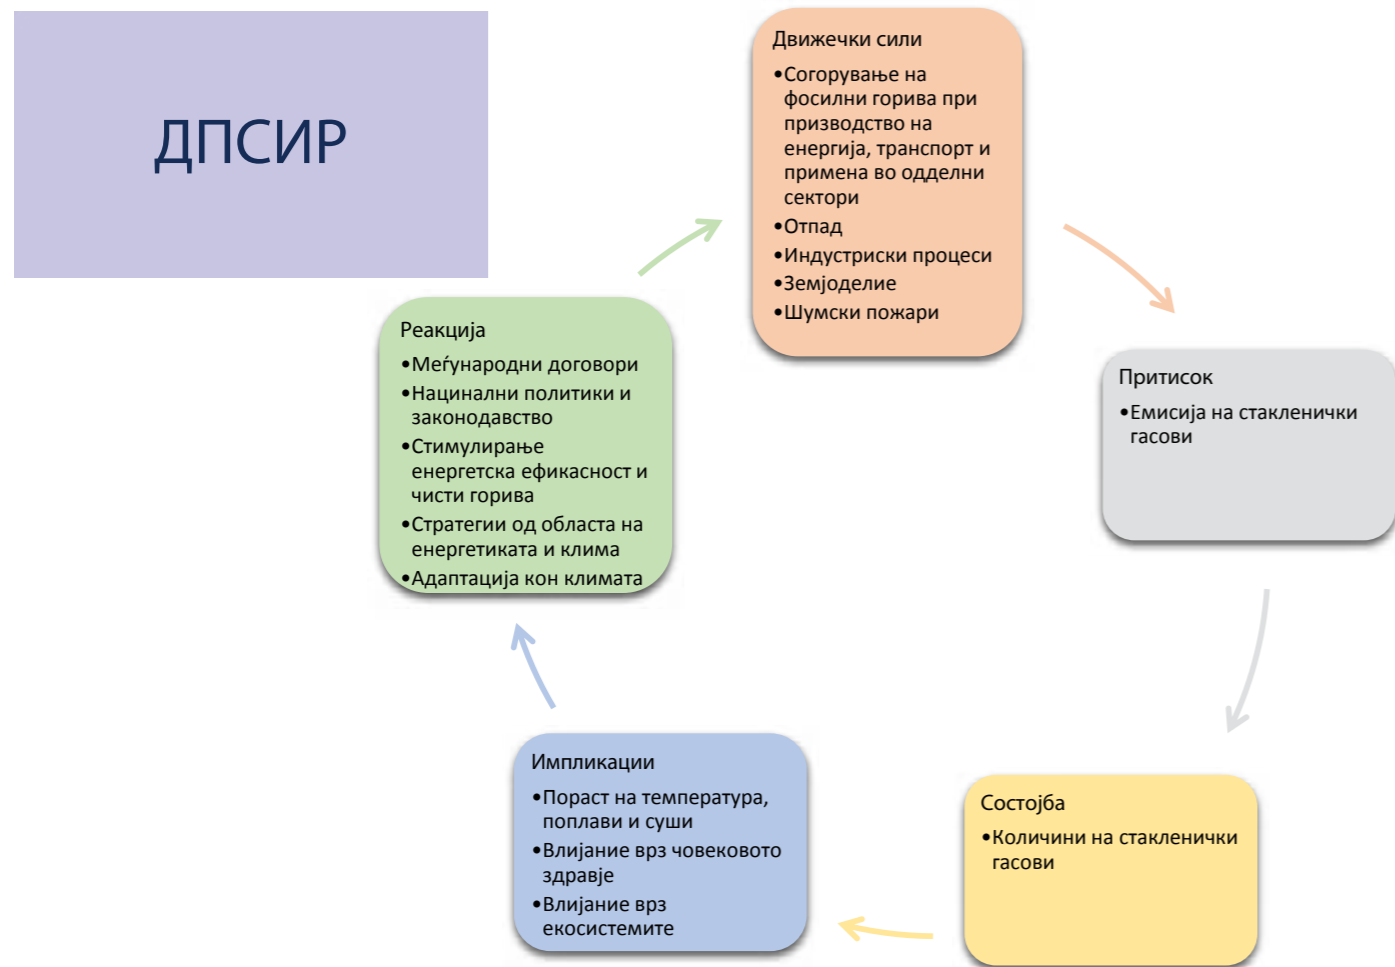 ДПСИР
Движечки сили
•Согорување на
фосилни горива при
призводство на
енергија, транспорт и
примена во одделни
сектори
•Отпад
•Индустриски процеси
•Земјоделие
•Шумски пожари
Притисок
•Емисија на стакленички
гасови
Состојба
•Количини на стакленички
гасови
Импликации
•Пораст на температура,
поплави и суши
•Влијание врз човековото
здравје
•Влијание врз
екосистемите
Реакција
•Меѓународни договори
•Нацинални политики и
законодавство
•Стимулирање
енергетска ефикасност и
чисти горива
•Стратегии од областа на
енергетиката и клима
•Адаптација кон климата